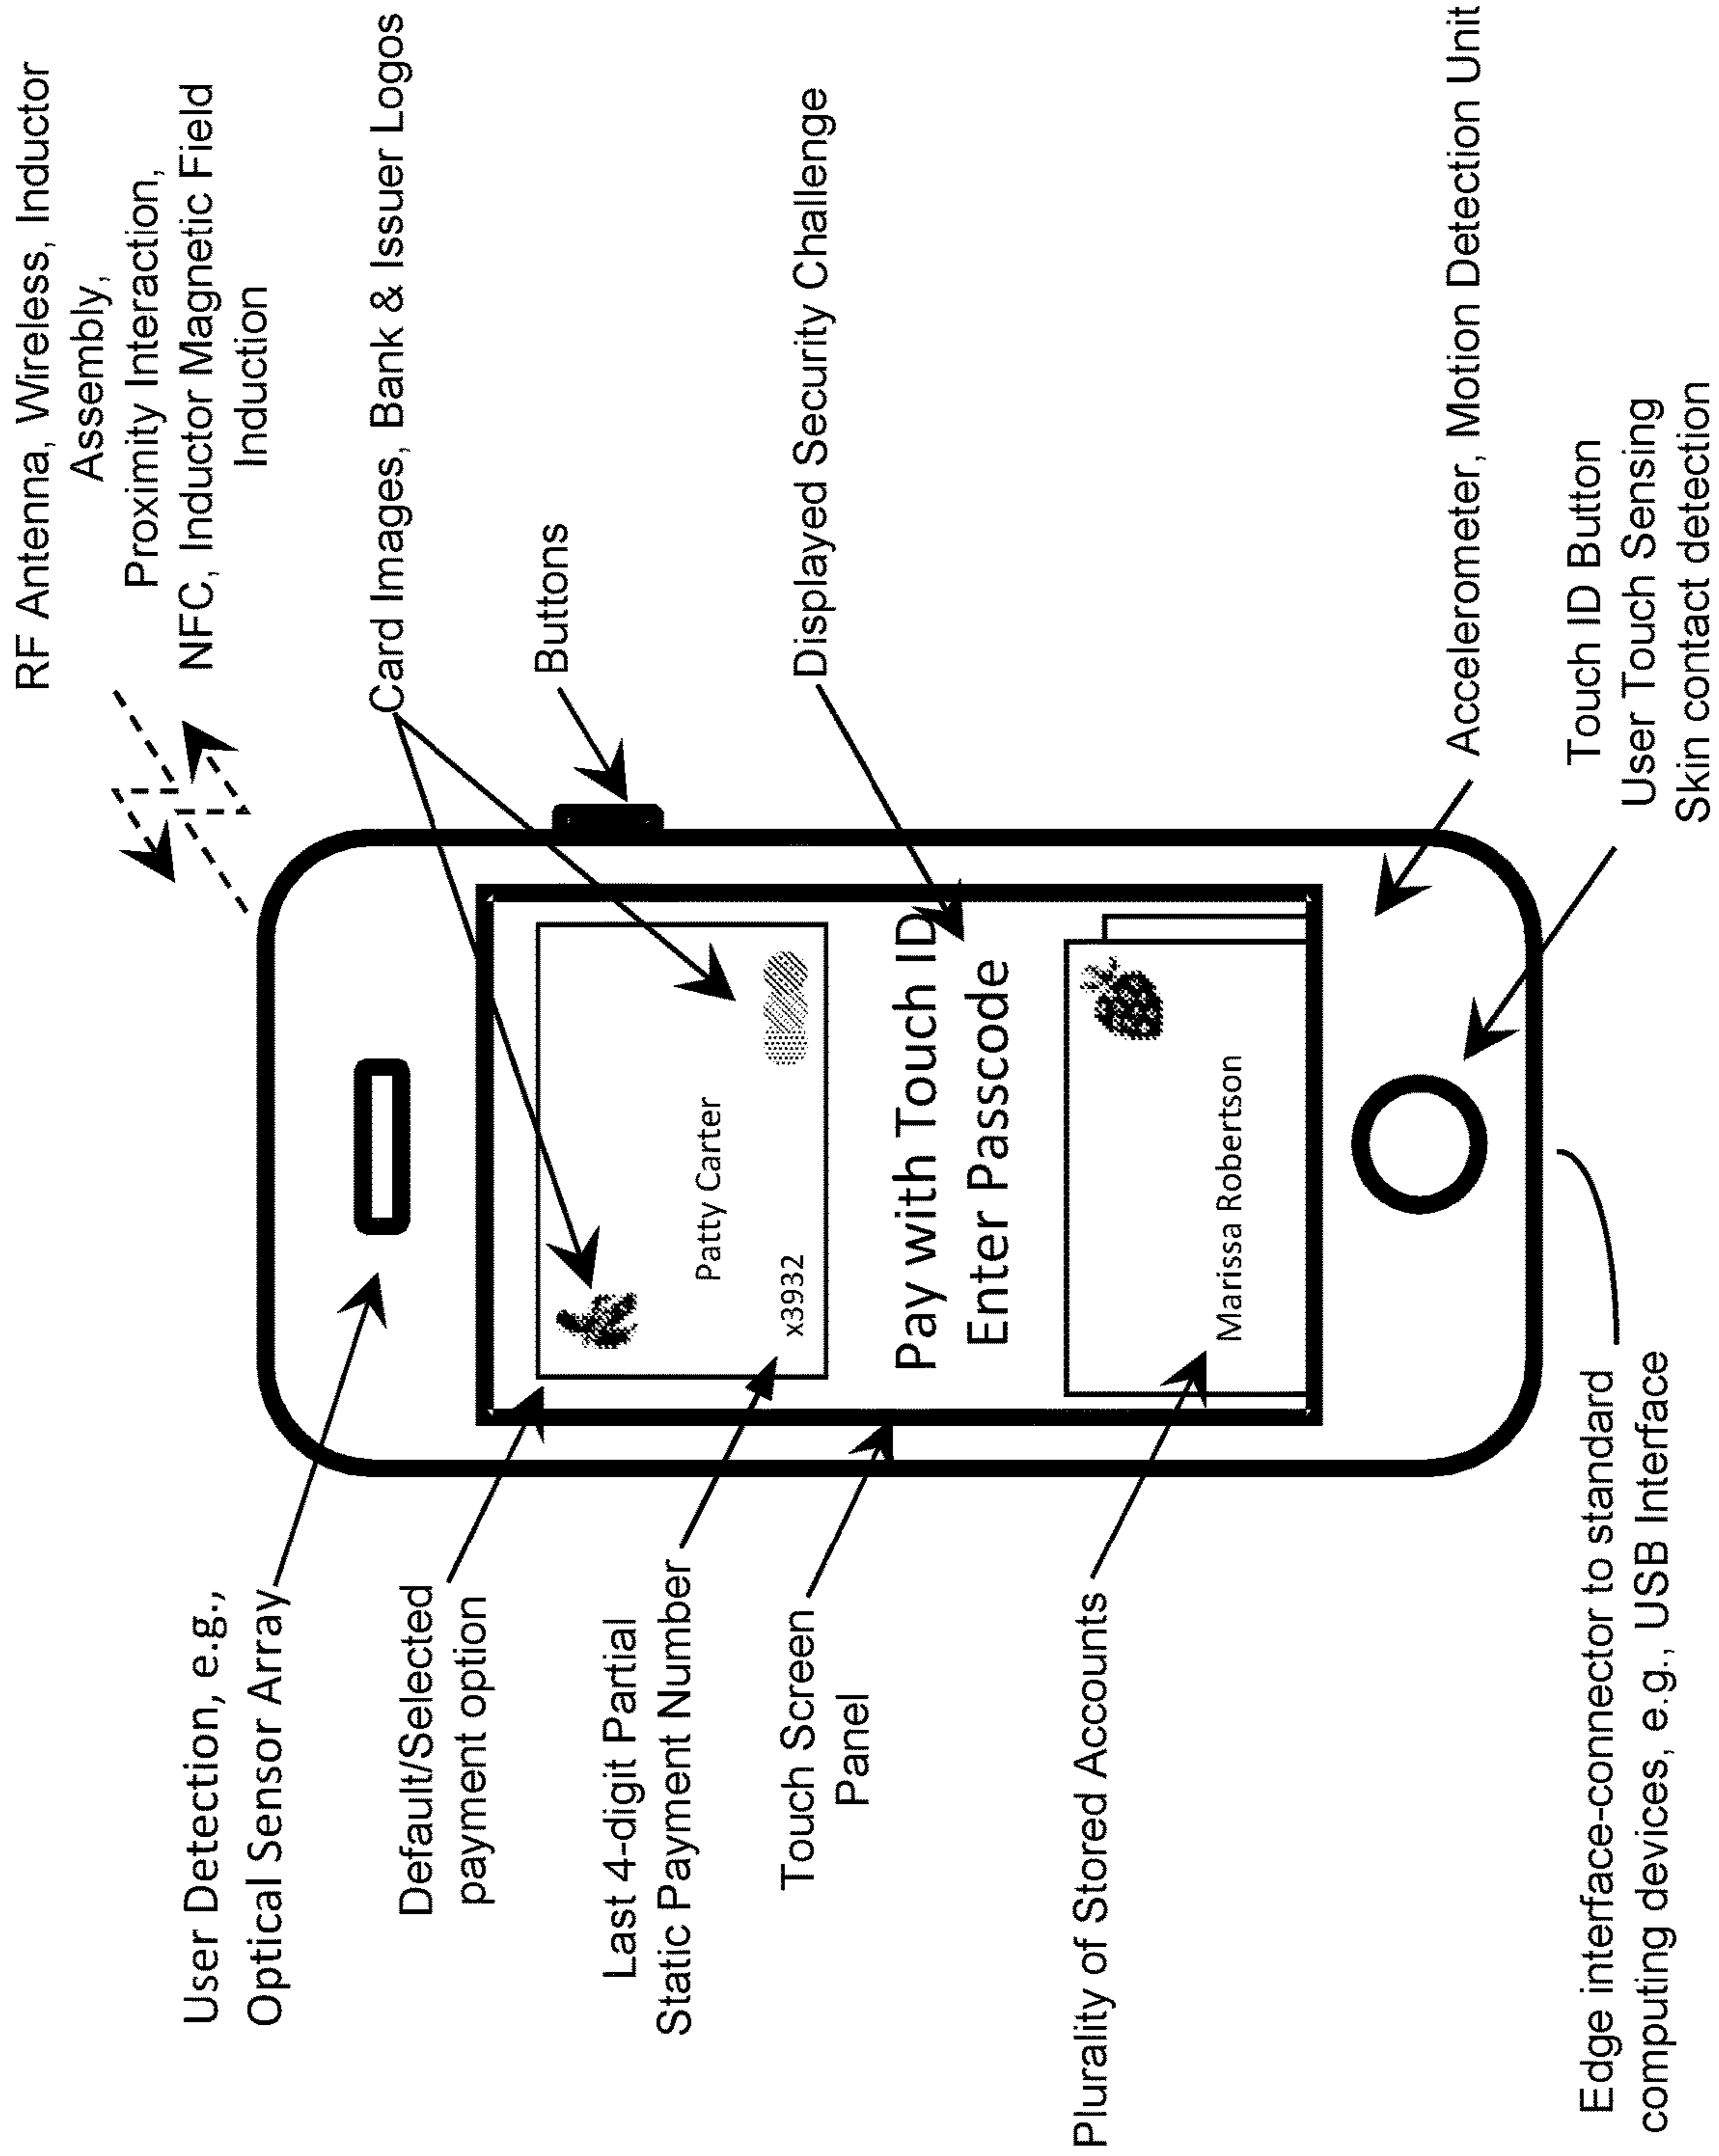 RF Antenna, Wireless, Inductor
Assembly,
Proximity Interaction,
NFC, Inductor Magnetic Field
Induction
Card Images, Bank & Issuer Logos
Buttons
Displayed Security Challenge
Accelerometer, Motion Detection Unit
Touch ID Button
User Touch Sensing
Skin contact detection
Patty Carter
x3932
Pay with Touch ID
Enter Passcode
Marissa Robertson
User Detection, e.g.,
Optical Sensor Array
Default/Selected
payment option
Last 4-digit Partial
Static Payment Number
Touch Screen
Panel
Plurality of Stored Accounts
Edge interface-connector to standard
computing devices, e.g., USB Interface